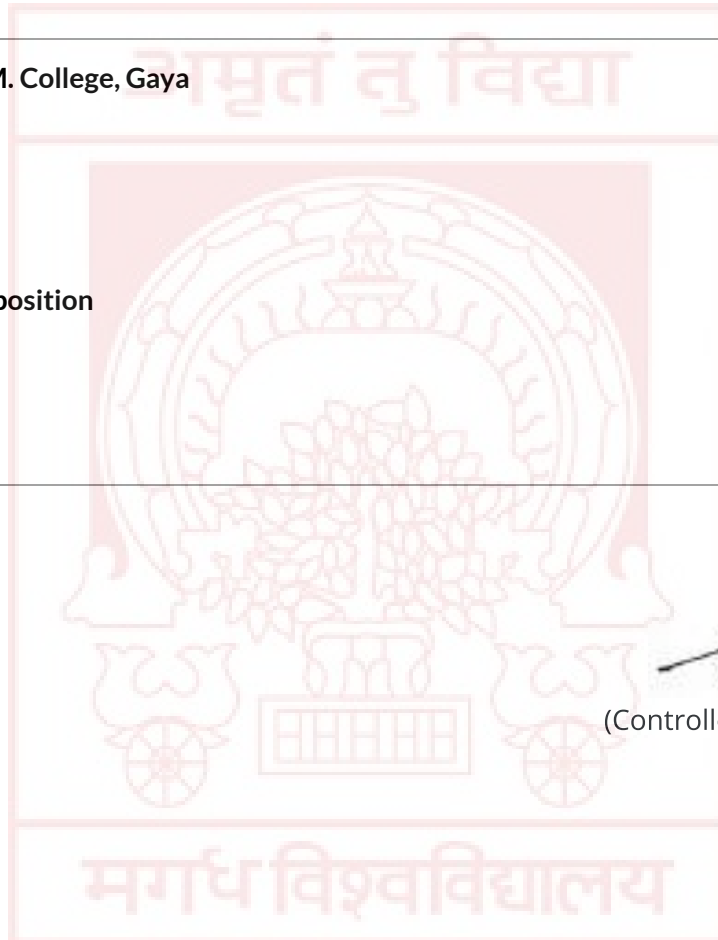 अमृतं तु विद्या
M. College, Gaya
position
(Controll
मगध विश्वविद्यालय